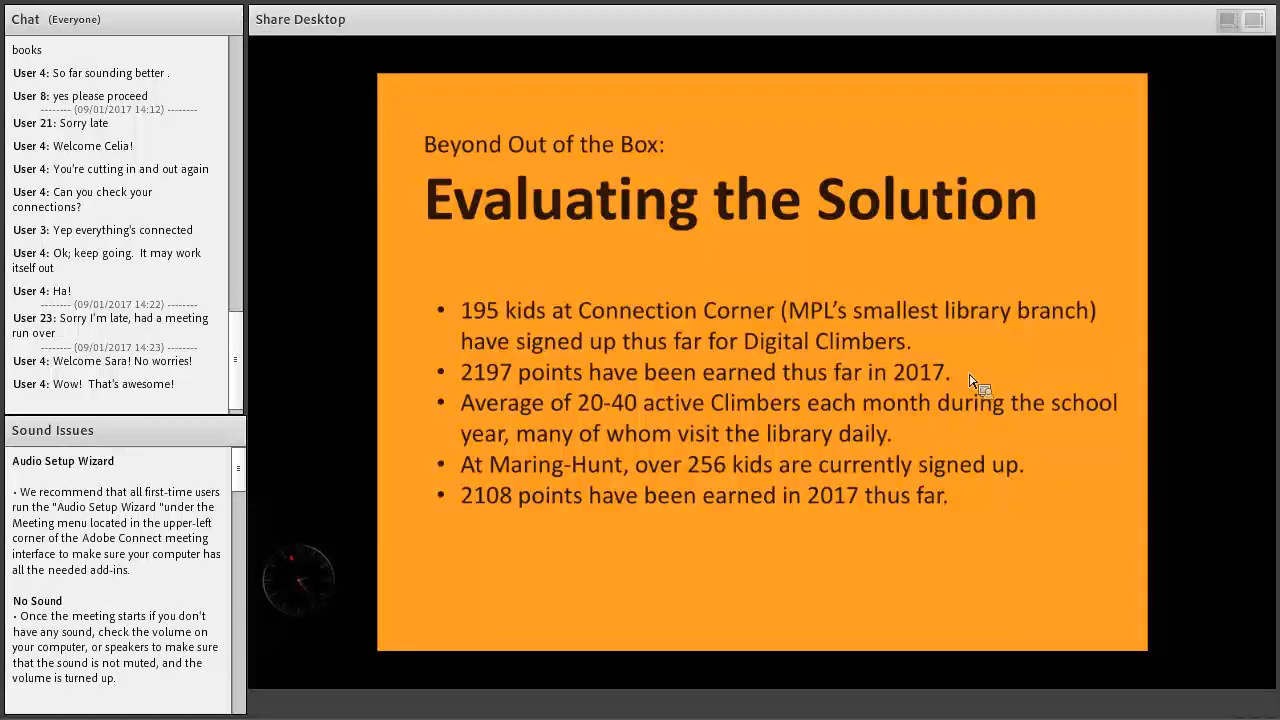 Chat (Everyone)
books
User 4: So far sounding better .
User 8: yes please proceed
-------- (09/01/2017 14:12) --------
User 21: Sorry late
User 4: Welcome Celia!
User 4: You're cutting in and out again
User 4: Can you check your
connections?
User 3: Yep everything's connected
User 4: Ok; keep going. It may work
itself out
User 4: Ha!
-------- (09/01/2017 14:22) --------
User 23: Sorry I'm late, had a meeting
run over
-------- (09/01/2017 14:23) --------
User 4: Welcome Sara! No worries!
User 4: Wow! That's awesome!
Sound Issues
Audio Setup Wizard
• We recommend that all first-time users
run the "Audio Setup Wizard "under the
Meeting menu located in the upper-left
corner of the Adobe Connect meeting
interface to make sure your computer has
all the needed add-ins.
No Sound
• Once the meeting starts if you don't
have any sound, check the volume on
your computer, or speakers to make sure
that the sound is not muted, and the
volume is turned up.
Share Desktop
Beyond Out of the Box:
Evaluating the Solution
• 195 kids at Connection Corner (MPL's smallest library branch)
have signed up thus far for Digital Climbers.
• 2197 points have been earned thus far in 2017.
• Average of 20-40 active Climbers each month during the school
year, many of whom visit the library daily.
• At Maring-Hunt, over 256 kids are currently signed up.
• 2108 points have been earned in 2017 thus far.